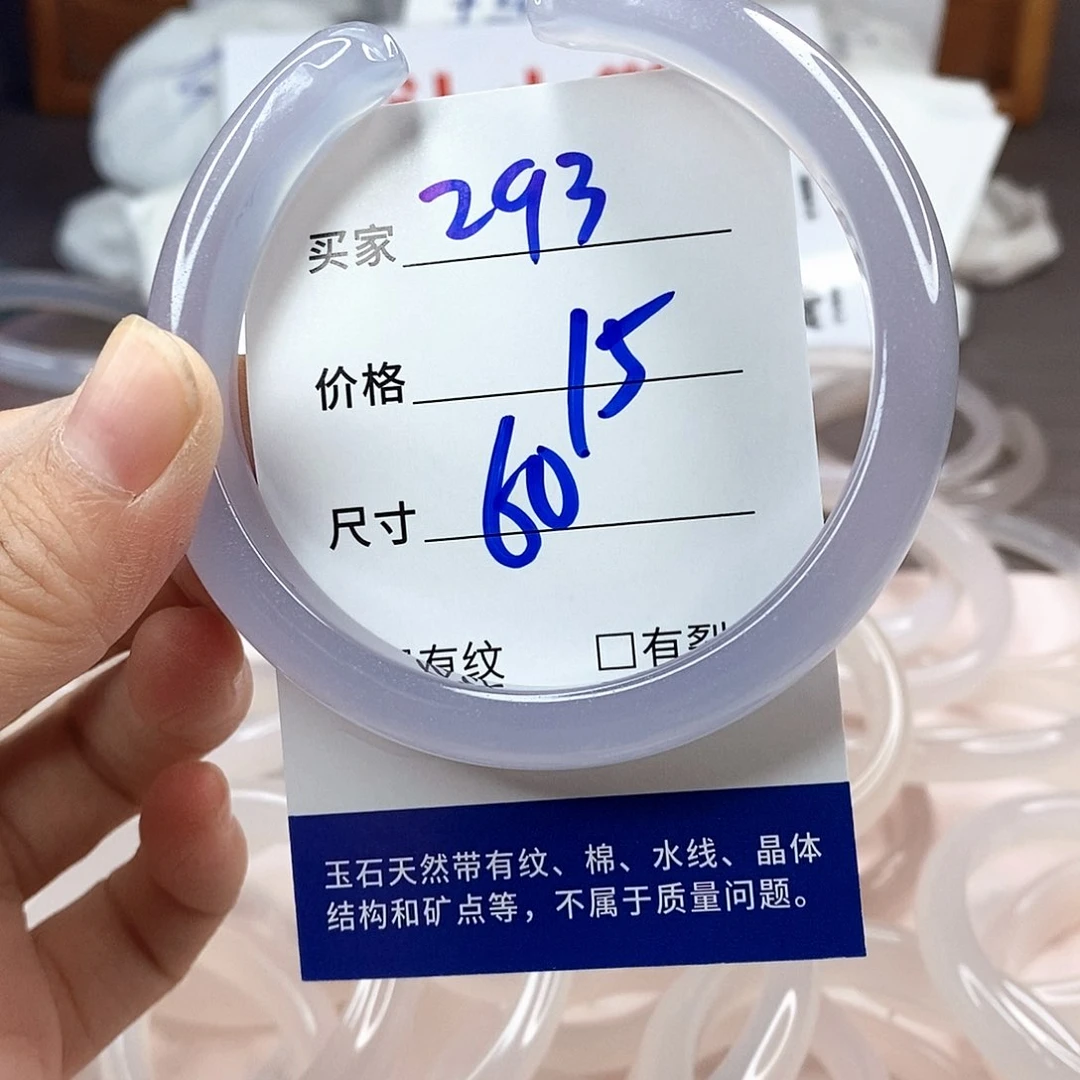 买家 293
价格 15
尺寸 60
有纹 □有裂
玉石天然带有纹、棉、水线、晶体
结构和矿点等，不属于质量问题。